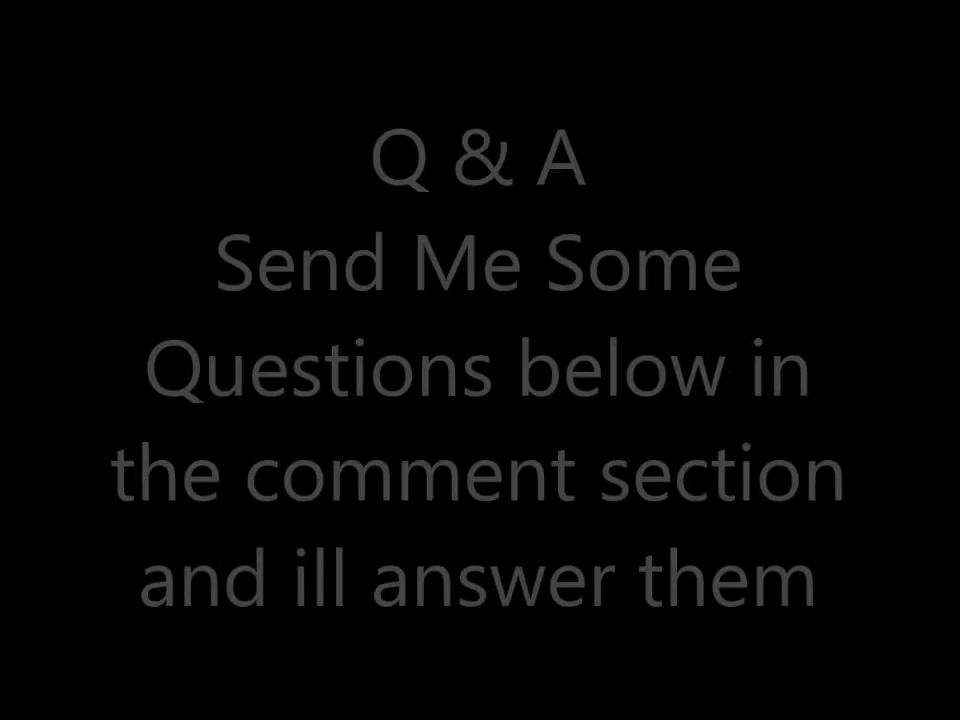 Q & A
Send Me Some
Questions below in
the comment section
and ill answer them